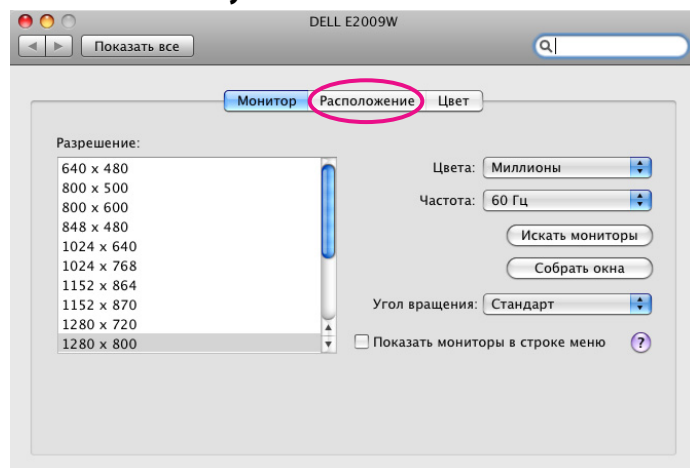 DELL E2009W
Показать все
Монитор Расположение Цвет
Разрешение:
640 x 480
800 x 500
800 x 600
848 x 480
1024 x 640
1024 x 768
1152 x 864
1152 x 870
1280 x 720
1280 x 800
Цвета: Миллионы
Частота: 60 Гц
Искать мониторы
Собрать окна
Угол вращения: Стандарт
Показать мониторы в строке меню ?